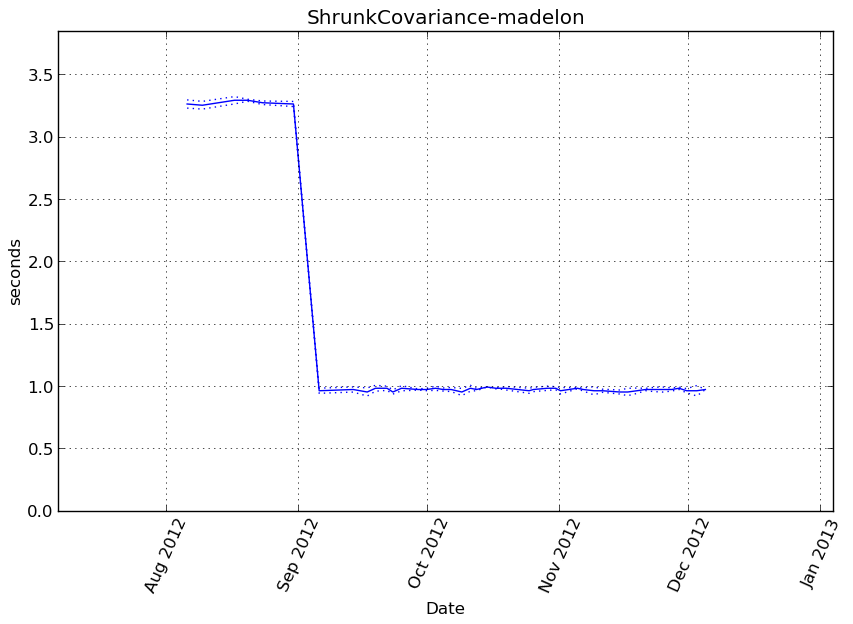 ShrunkCovariance-madelon
3.5
3.0
2.5
2.0
1.5
1.0
0.5
0.0
seconds
Aug 2012
Sep 2012
Oct 2012
Nov 2012
Dec 2012
Jan 2013
Date